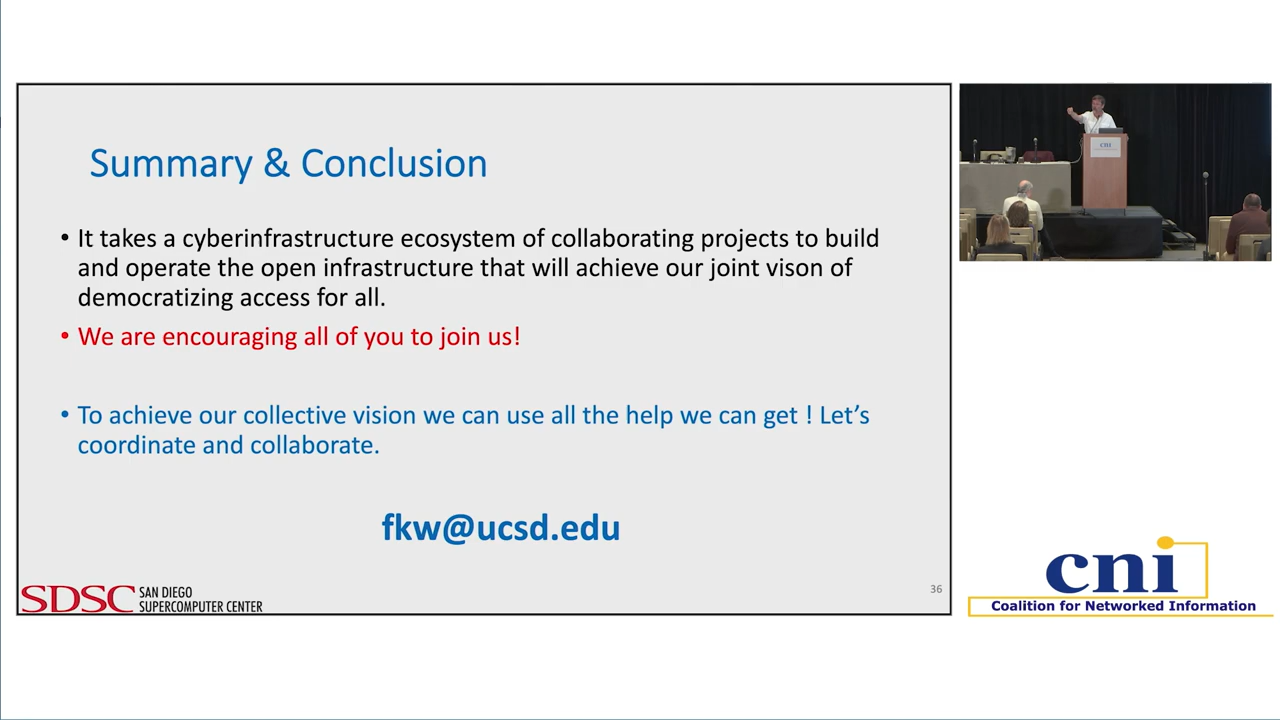 Summary & Conclusion
• It takes a cyberinfrastructure ecosystem of collaborating projects to build
and operate the open infrastructure that will achieve our joint vison of
democratizing access for all.
• We are encouraging all of you to join us!
• To achieve our collective vision we can use all the help we can get ! Let’s
coordinate and collaborate.
fkw@ucsd.edu
SDSC SAN DIEGO
SUPERCOMPUTER CENTER
36
cni
cni
Coalition for Networked Information